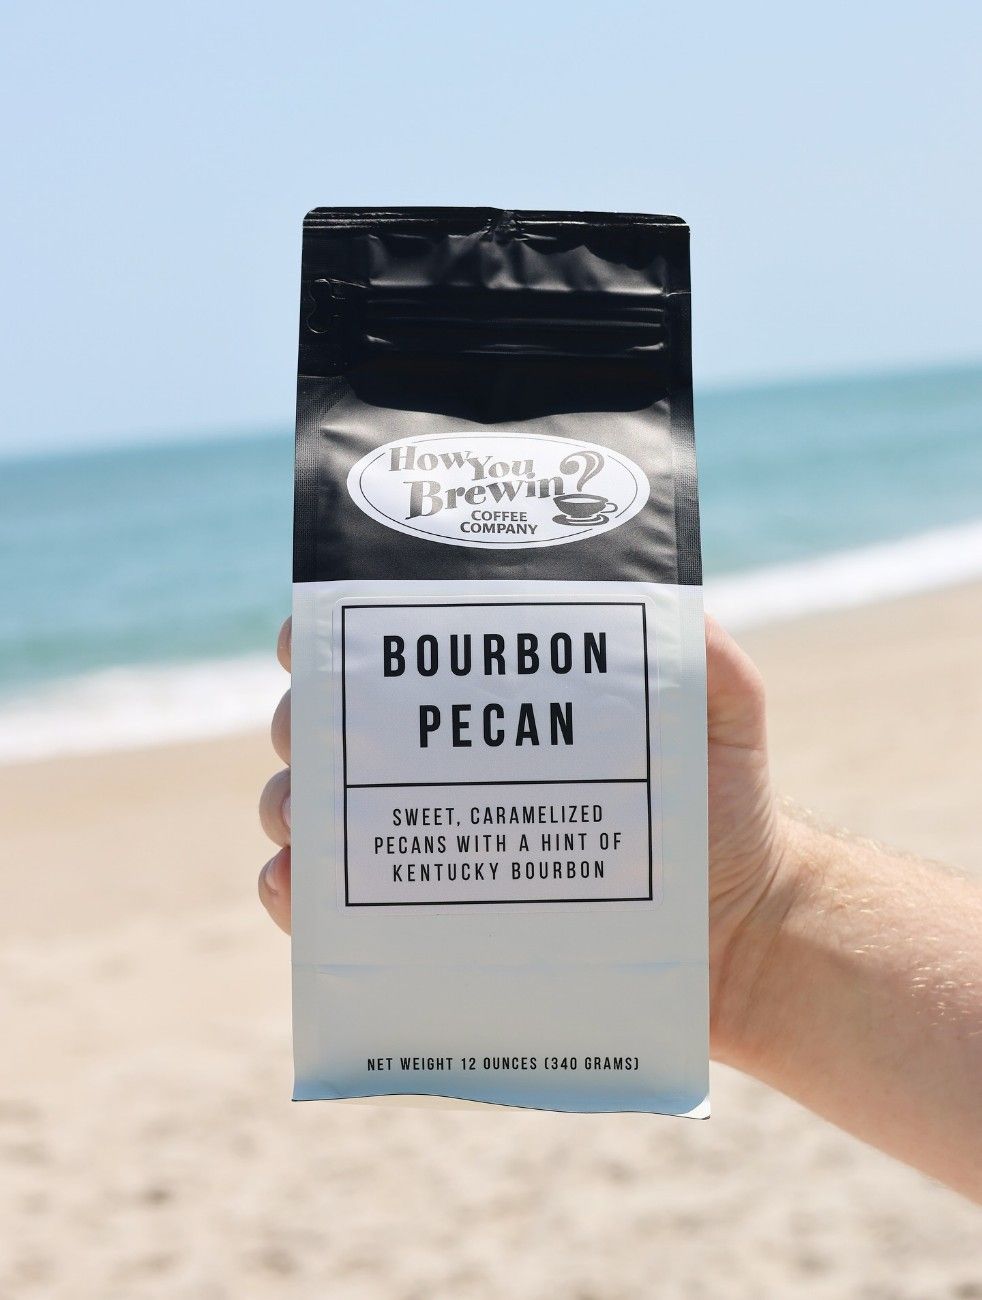 How You
Brewin?
COFFEE
COMPANY
BOURBON
PECAN
SWEET, CARAMELIZED
PECANS WITH A HINT OF
KENTUCKY BOURBON
NET WEIGHT 12 OUNCES (340 GRAMS)